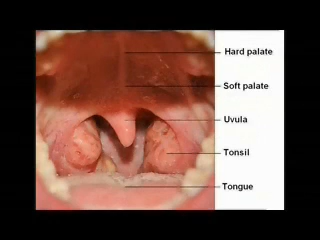 Hard palate
Soft palate
Uvula
Tonsil
Tongue